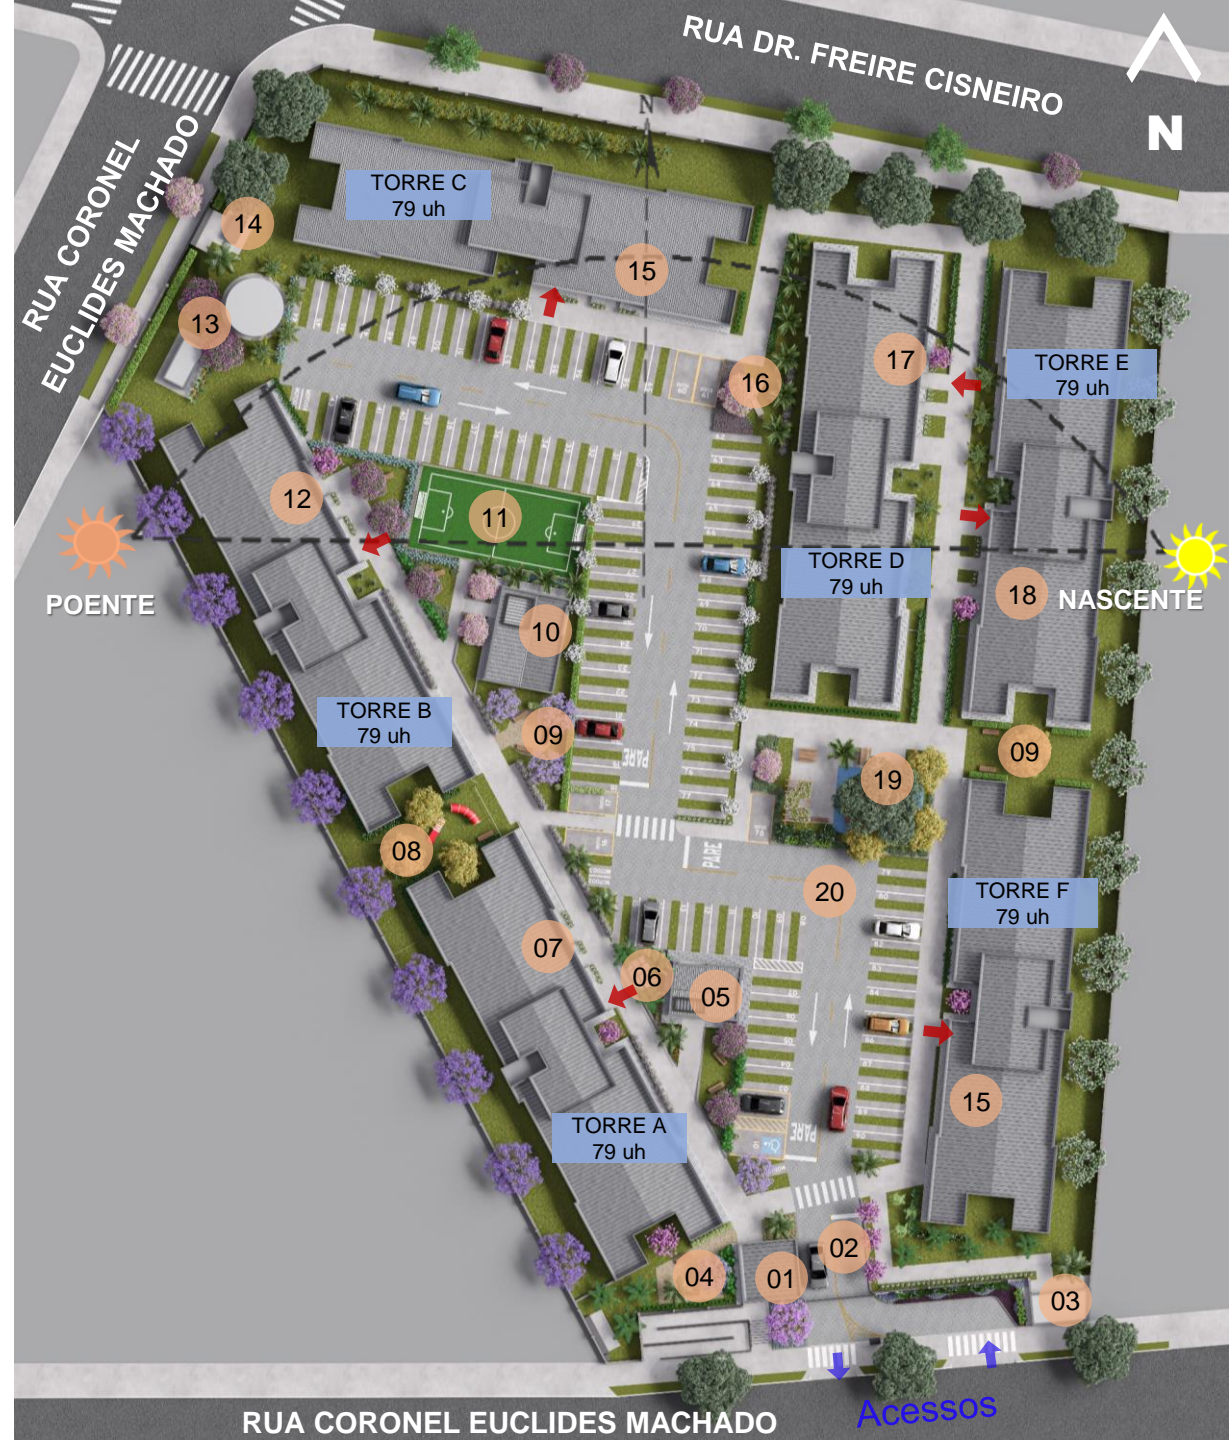 RUA DR. FREIRE CISNEIRO
N
N
RUA CORONEL
EUCLIDES MACHADO
TORRE C
79 uh
14
15
13
17
TORRE E
79 uh
16
12
11
POENTE
NASCENTE
TORRE D
79 uh
18
10
TORRE B
79 uh
09
PARE
09
19
08
PARE
20
TORRE F
79 uh
07
06
05
15
TORRE A
79 uh
PARE
02
04
01
03
Acessos
RUA CORONEL EUCLIDES MACHADO